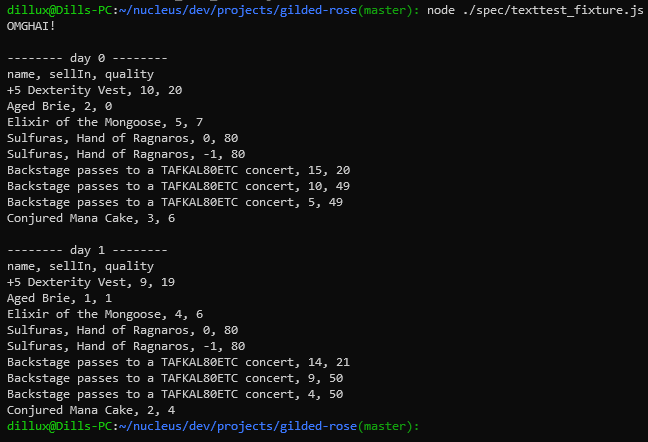 dillux@Dills-PC:~/nucleus/dev/projects/gilded-rose(master): node ./spec/texttest_fixture.js
OMGHAI!
-------- day 0 --------
name, sellIn, quality
+5 Dexterity Vest, 10, 20
Aged Brie, 2, 0
Elixir of the Mongoose, 5, 7
Sulfuras, Hand of Ragnaros, 0, 80
Sulfuras, Hand of Ragnaros, -1, 80
Backstage passes to a TAFKAL80ETC concert, 15, 20
Backstage passes to a TAFKAL80ETC concert, 10, 49
Backstage passes to a TAFKAL80ETC concert, 5, 49
Conjured Mana Cake, 3, 6
-------- day 1 --------
name, sellIn, quality
+5 Dexterity Vest, 9, 19
Aged Brie, 1, 1
Elixir of the Mongoose, 4, 6
Sulfuras, Hand of Ragnaros, 0, 80
Sulfuras, Hand of Ragnaros, -1, 80
Backstage passes to a TAFKAL80ETC concert, 14, 21
Backstage passes to a TAFKAL80ETC concert, 9, 50
Backstage passes to a TAFKAL80ETC concert, 4, 50
Conjured Mana Cake, 2, 4
dillux@Dills-PC:~/nucleus/dev/projects/gilded-rose(master):